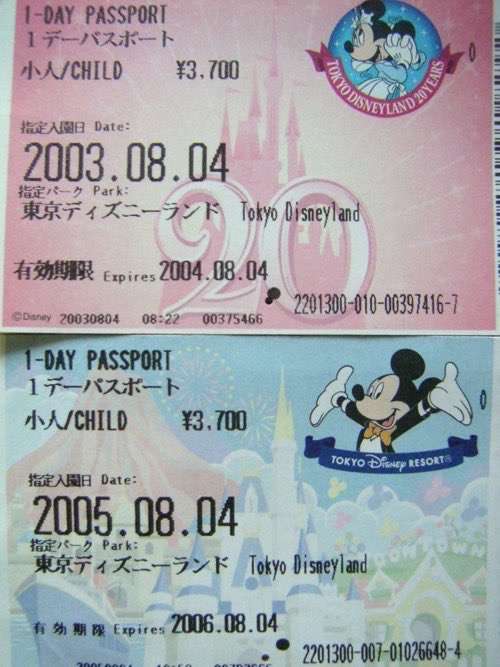 1-DAY PASSPORT
1デーパスポート
小人/CHILD ¥3,700
TOKYO DISNEYLAND 20 YEARS
0
指定入園日 Date:
2003.08.04
指定パーク Park:
東京ディズニーランド Tokyo Disneyland
20
有効期限 Expires 2004.08.04
2201300-010-00397416-7
©Disney 20030804 08:22 00375466
1-DAY PASSPORT
1デーパスポート
小人/CHILD ¥3,700
TOKYO Disney RESORT®
0
指定入園日 Date:
2005.08.04
指定パーク Park:
東京ディズニーランド Tokyo Disneyland
有効期限 Expires 2006.08.04
2201300-007-01026648-4